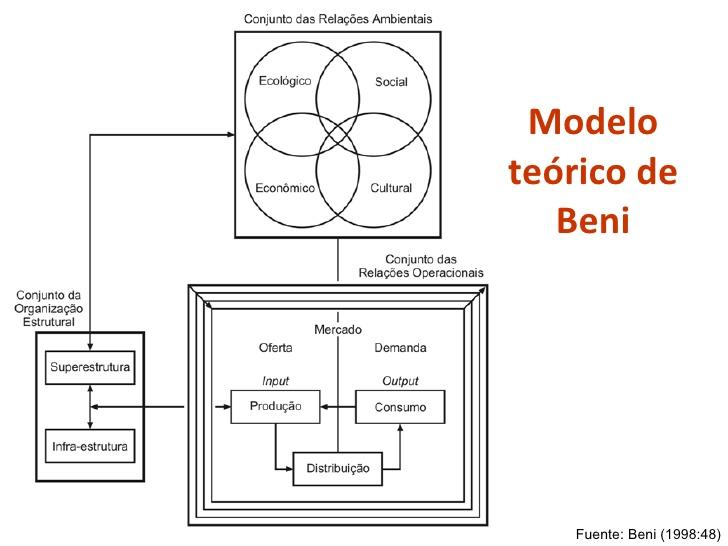 Conjunto das Relações Ambientais
Ecológico
Social
Econômico
Cultural
Modelo
teórico de
Beni
Conjunto das
Relações Operacionais
Conjunto da
Organização
Estrutural
Superestrutura
Infra-estrutura
Mercado
Oferta
Demanda
Input
Output
Produção
Consumo
Distribuição
Fuente: Beni (1998:48)